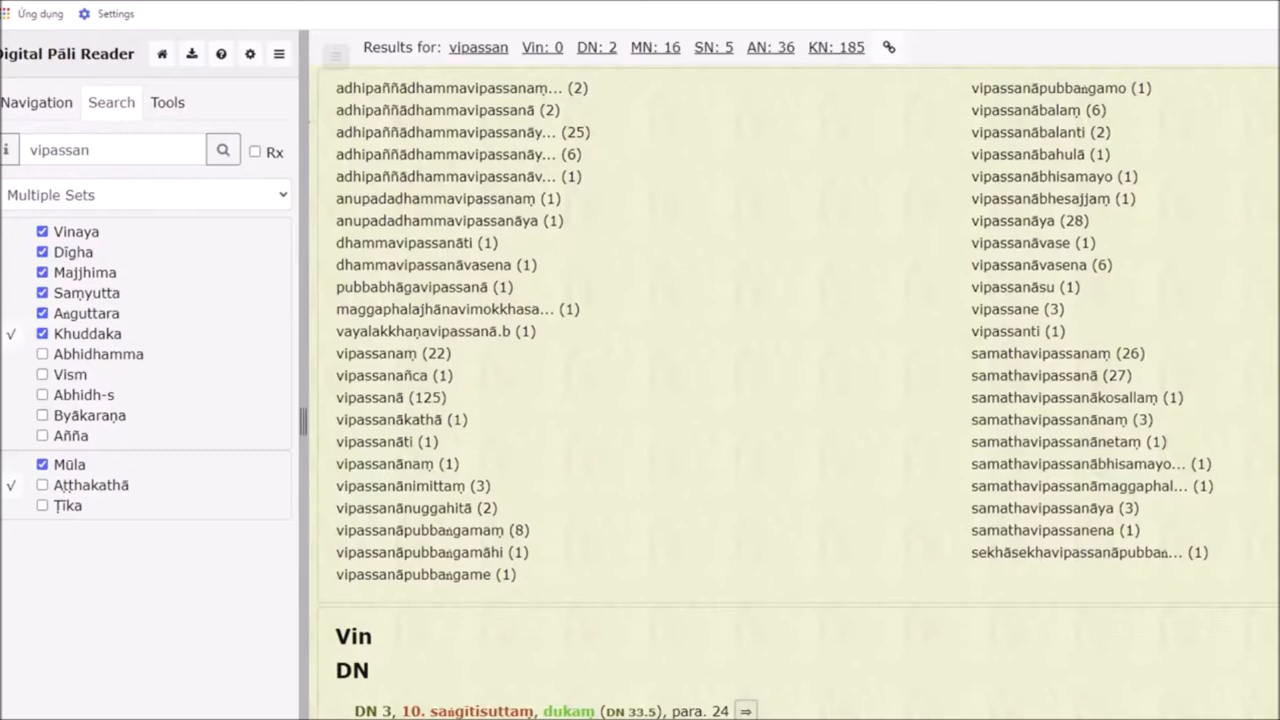 Ứng dụng Settings
Digital Pāli Reader
Results for: vipassan Vin: 0 DN: 2 MN: 16 SN: 5 AN: 36 KN: 185
Navigation Search Tools
vipassan Rx
Multiple Sets
Vinaya
Dīgha
Majjhima
Saṃyutta
Aṅguttara
√ Khuddaka
Abhidhamma
Vism
Abhidh-s
Byākaraṇa
Añña
Mūla
√ Aṭṭhakathā
Ṭīka
adhipaññādhammavipassanaṃ... (2)
adhipaññādhammavipassanā (2)
adhipaññādhammavipassanāy... (25)
adhipaññādhammavipassanāy... (6)
adhipaññādhammavipassanāv... (1)
anupadadhammavipassanaṃ (1)
anupadadhammavipassanāya (1)
dhammavipassanāti (1)
dhammavipassanāvasena (1)
pubbabhāgavipassanā (1)
maggaphalajhānavimokkhasa... (1)
vayalakkhaṇavipassanā.b (1)
vipassanaṃ (22)
vipassanañca (1)
vipassanā (125)
vipassanākathā (1)
vipassanāti (1)
vipassanānaṃ (1)
vipassanānimittaṃ (3)
vipassanānuggahitā (2)
vipassanāpubbaṅgamaṃ (8)
vipassanāpubbaṅgamāhi (1)
vipassanāpubbaṅgame (1)
vipassanāpubbaṅgamo (1)
vipassanābalaṃ (6)
vipassanābalanti (2)
vipassanābahulā (1)
vipassanābhisamayo (1)
vipassanābhesajjaṃ (1)
vipassanāya (28)
vipassanāvase (1)
vipassanāvasena (6)
vipassanāsu (1)
vipassane (3)
vipassanti (1)
samathavipassanaṃ (26)
samathavipassanā (27)
samathavipassanākosallaṃ (1)
samathavipassanānaṃ (3)
samathavipassanānetaṃ (1)
samathavipassanābhisamayo... (1)
samathavipassanāmaggaphal... (1)
samathavipassanāya (3)
samathavipassanena (1)
sekhāsekhavipassanāpubbaṅ... (1)
Vin
DN
DN 3, 10. saṅgītisuttaṃ, dukaṃ (DN 33.5), para. 24 ⇒